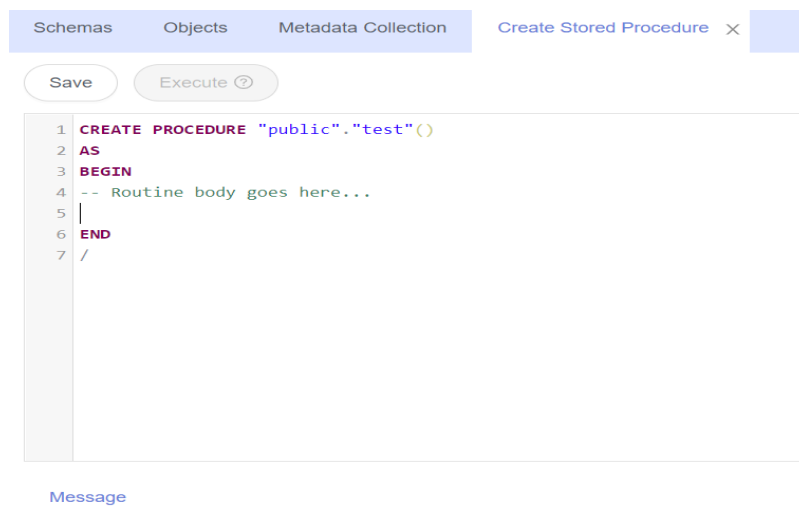 Schemas Objects Metadata Collection Create Stored Procedure
Save Execute
1 CREATE PROCEDURE "public"."test"()
2 AS
3 BEGIN
4 -- Routine body goes here...
5
6 END
7 /
Message